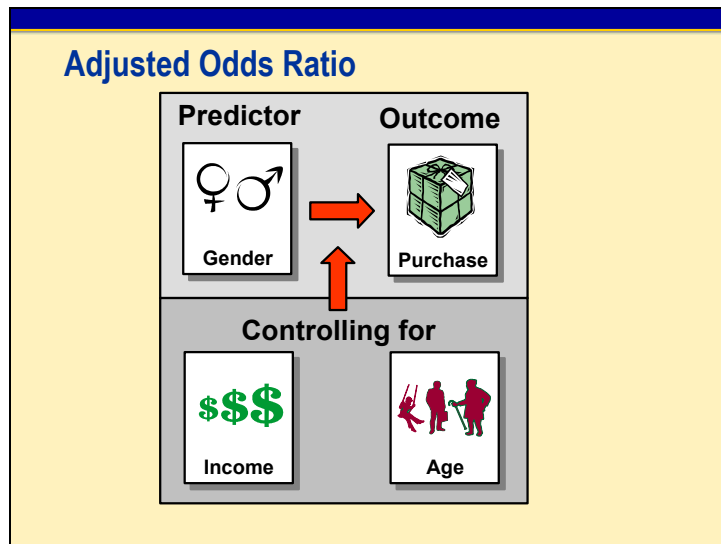 Adjusted Odds Ratio
Predictor
Outcome
Gender
Purchase
Controlling for
$$$
Income
Age